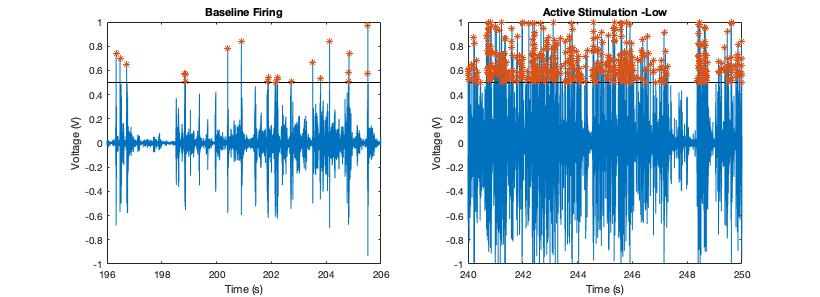 Baseline Firing
1
0.8
0.6
0.4
0.2
0
-0.2
-0.4
-0.6
-0.8
-1
Voltage (V)
196 198 200 202 204 206
Time (s)
Active Stimulation -Low
1
0.8
0.6
0.4
0.2
0
-0.2
-0.4
-0.6
-0.8
-1
Voltage (V)
240 242 244 246 248 250
Time (s)